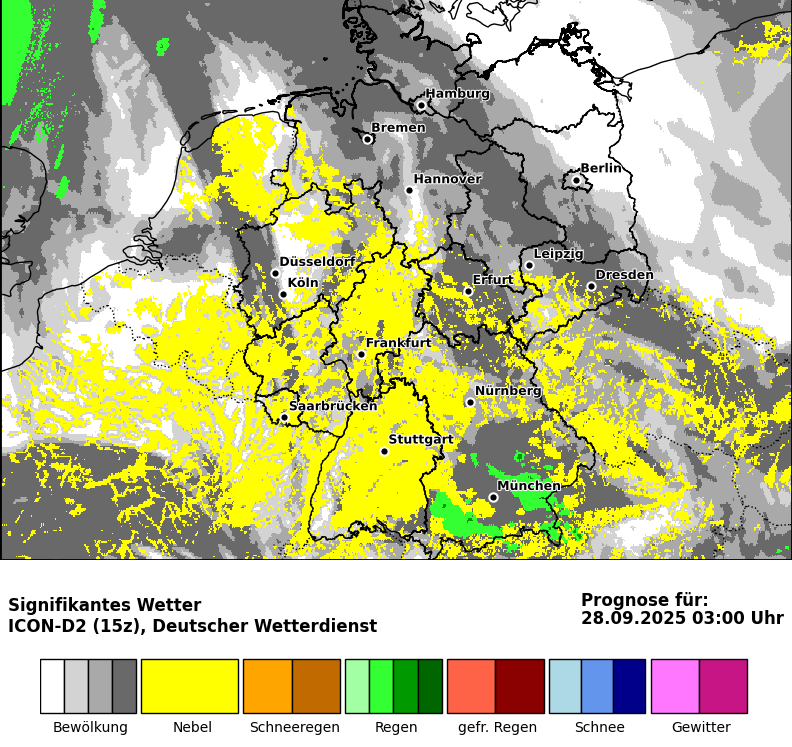 Hamburg
Bremen
Berlin
Hannover
Leipzig
Düsseldorf
Dresden
Erfurt
Köln
Frankfurt
Nürnberg
Saarbrücken
Stuttgart
München
Signifikantes Wetter
ICON-D2 (15z), Deutscher Wetterdienst
Prognose für:
28.09.2025 03:00 Uhr
Bewölkung Nebel Schneeregen Regen gefr. Regen Schnee Gewitter